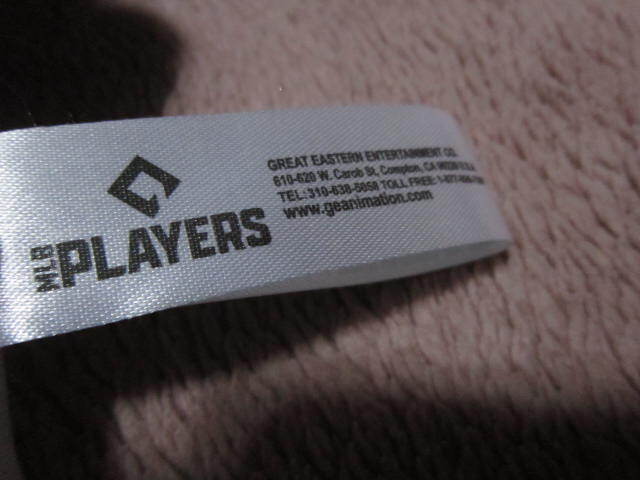 MLB
PLAYERS
GREAT EASTERN ENTERTAINMENT CO.
610-620 W. Carob St, Compton, CA
TEL:310-638-5058 TOLL FREE:
www.geanimation.com